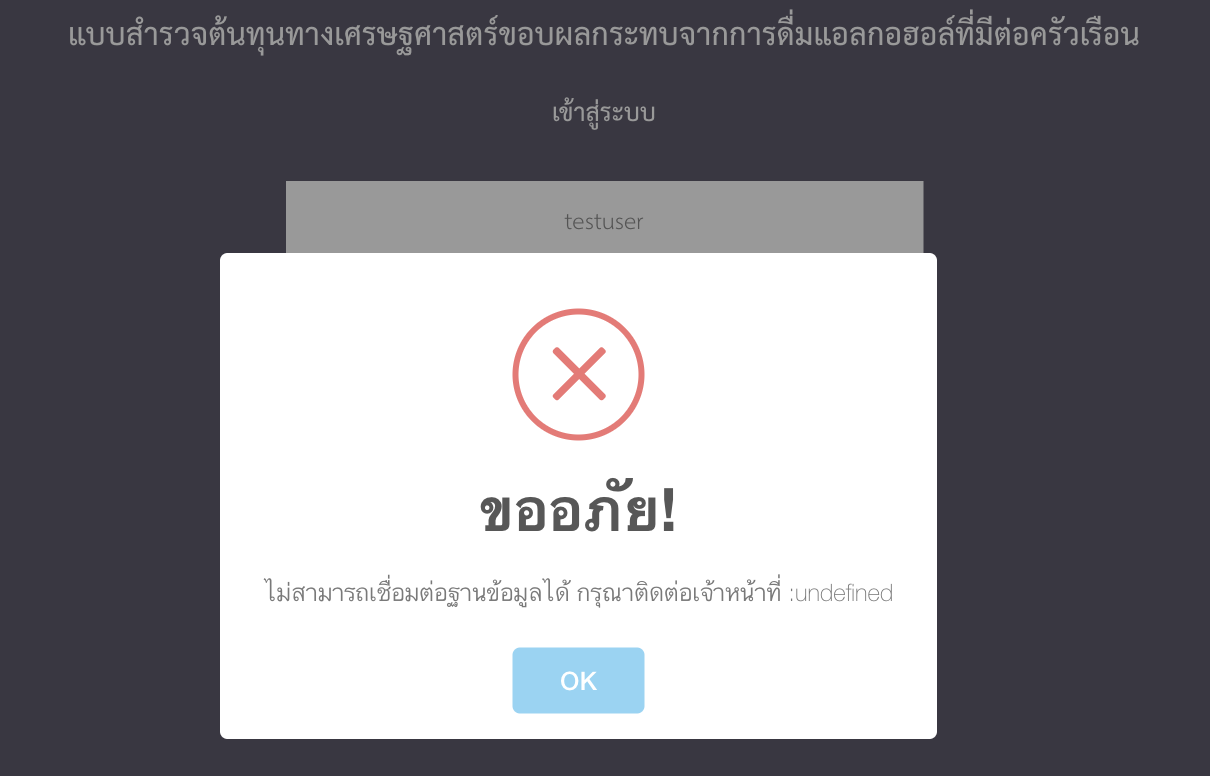 แบบสำรวจต้นทุนทางเศรษฐศาสตร์ขอบผลกระทบจากการดื่มแอลกอฮอล์ที่มีต่อครัวเรือน
เข้าสู่ระบบ
testuser
ขออภัย!
ไม่สามารถเชื่อมต่อฐานข้อมูลได้ กรุณาติดต่อเจ้าหน้าที่ :undefined
OK